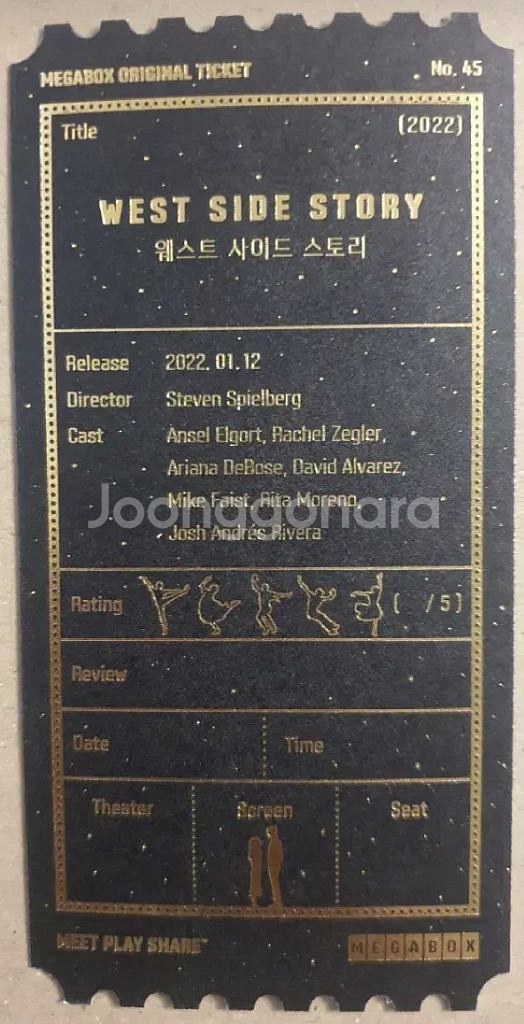 MEGABOX ORIGINAL TICKET No. 45
Title (2022)
WEST SIDE STORY
웨스트 사이드 스토리
Release 2022. 01. 12
Director Steven Spielberg
Cast Ansel Elgort, Rachel Zegler,
Ariana DeBose, David Alvarez,
Mike Faist, Rita Moreno,
Joonggonara
Josh Andrés Rivera
Rating ( /5)
Review
Date Time
Theater Screen Seat
MEET PLAY SHARE™ MEGABOX